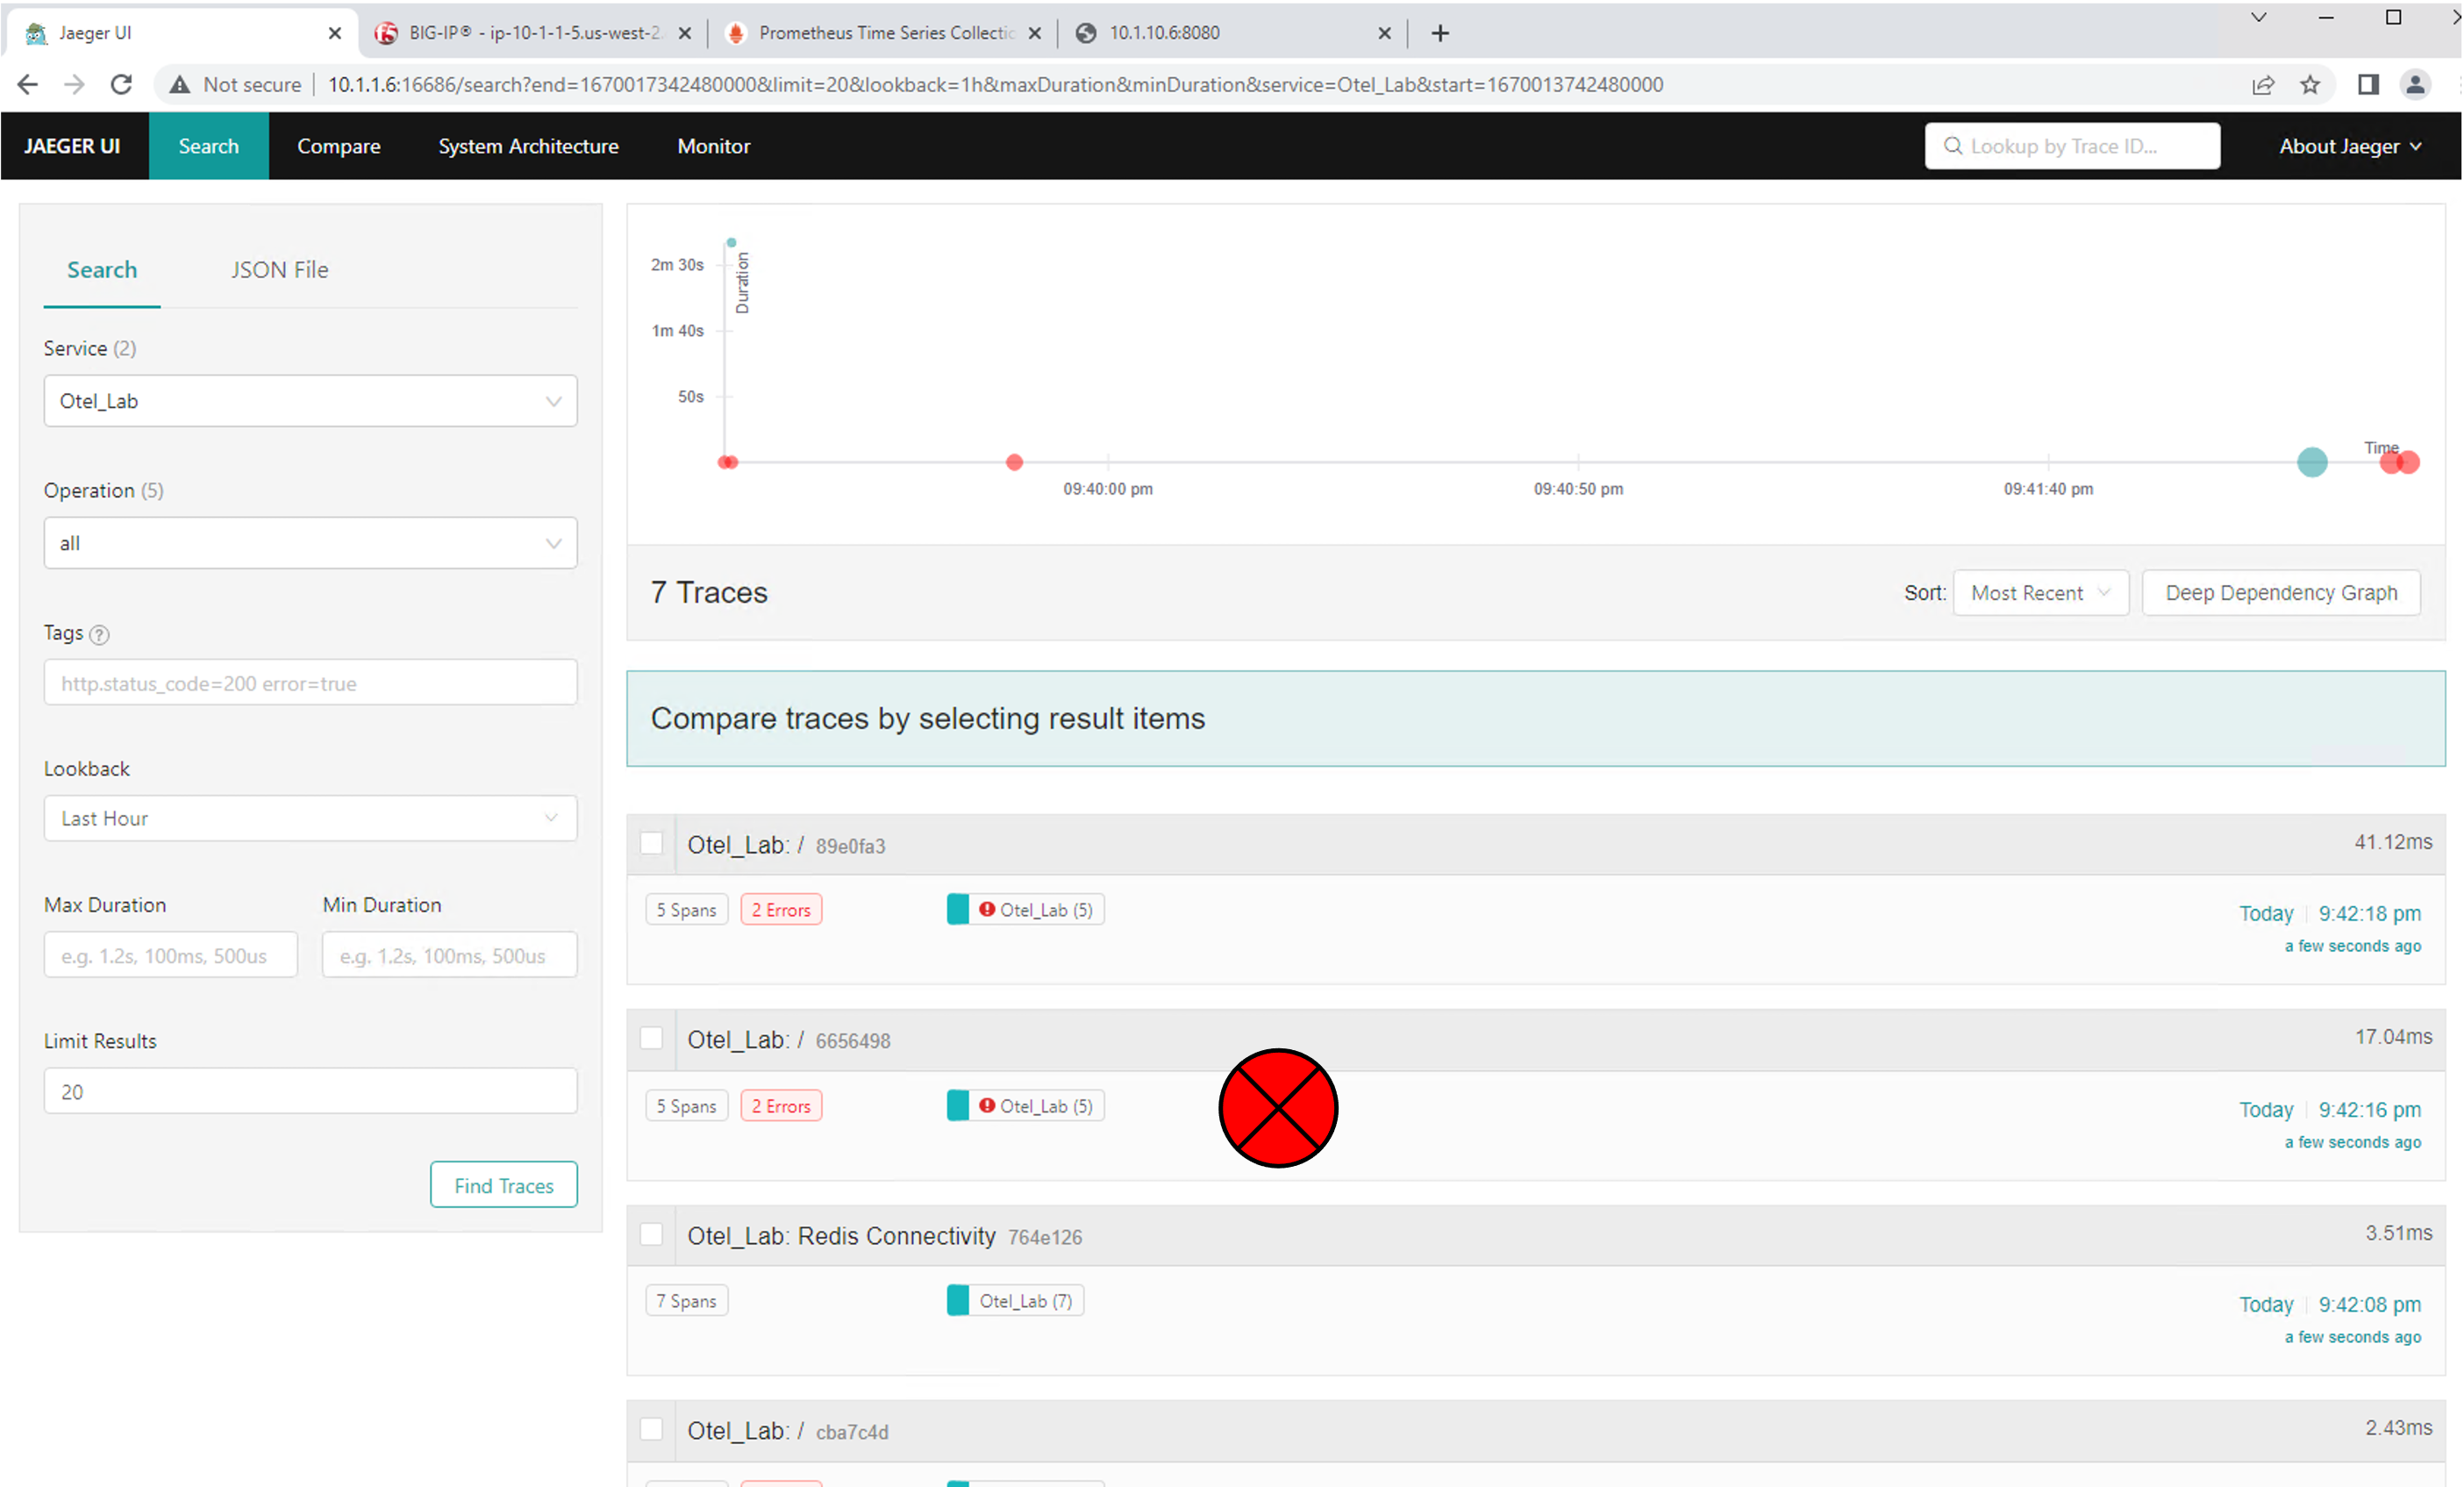 Jaeger UI
BIG-IP® - ip-10-1-1-5.us-west-2.
Prometheus Time Series Collectio
10.1.10.6:8080
Not secure
10.1.1.6:16686/search?end=1670017342480000&limit=20&lookback=1h&maxDuration&minDuration&service=Otel_Lab&start=1670013742480000
JAEGER UI
Search
Compare
System Architecture
Monitor
Lookup by Trace ID...
About Jaeger
Search
JSON File
Service (2)
Otel_Lab
Operation (5)
all
Tags ?
http.status_code=200 error=true
Lookback
Last Hour
Max Duration
Min Duration
e.g. 1.2s, 100ms, 500us
e.g. 1.2s, 100ms, 500us
Limit Results
20
Find Traces
Duration
2m 30s
1m 40s
50s
Time
09:40:00 pm
09:40:50 pm
09:41:40 pm
7 Traces
Sort:
Most Recent
Deep Dependency Graph
Compare traces by selecting result items
Otel_Lab: / 89e0fa3
41.12ms
5 Spans
2 Errors
Otel_Lab (5)
Today
9:42:18 pm
a few seconds ago
Otel_Lab: / 6656498
17.04ms
5 Spans
2 Errors
Otel_Lab (5)
Today
9:42:16 pm
a few seconds ago
Otel_Lab: Redis Connectivity 764e126
3.51ms
7 Spans
Otel_Lab (7)
Today
9:42:08 pm
a few seconds ago
Otel_Lab: / cba7c4d
2.43ms